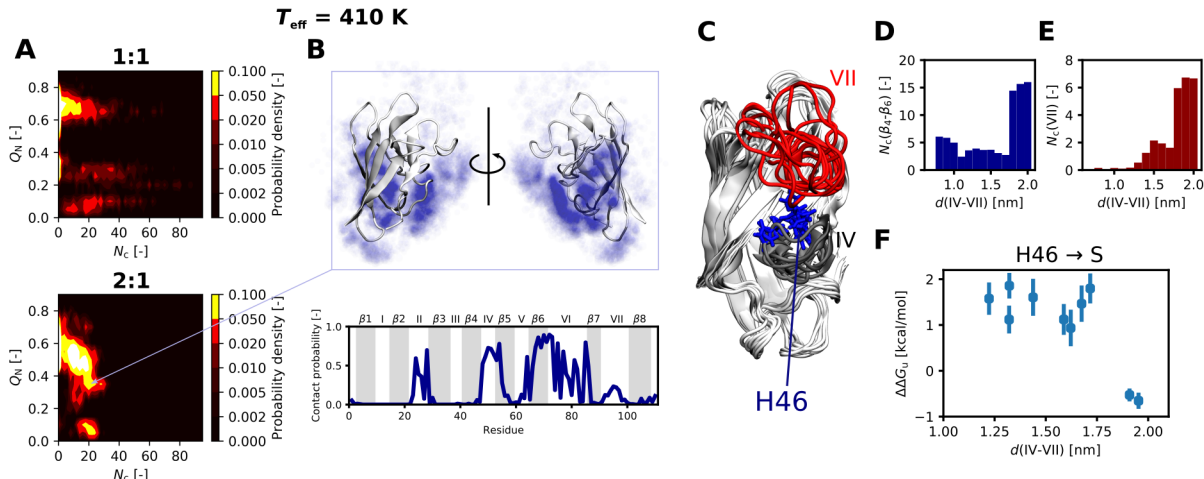 T_eff = 410 K
A
1:1
Q_N [-]
0.8
0.6
0.4
0.2
0.0
0 20 40 60 80
N_c [-]
0.100
0.050
0.020
0.010
0.005
0.002
0.000
Probability density [-]
2:1
Q_N [-]
0.8
0.6
0.4
0.2
0.0
0 20 40 60 80
N_c [-]
0.100
0.050
0.020
0.010
0.005
0.002
0.000
Probability density [-]
B
β1 I β2 II β3 III β4 IV β5 V β6 VI β7 VII β8
Contact probability [-]
1.0
0.5
0.0
0 20 40 60 80 100
Residue
C
VII
IV
H46
D
N_c(β₄-β₆) [-]
20
15
10
5
0
1.0 1.5 2.0
d(IV-VII) [nm]
E
N_c(VII) [-]
8
6
4
2
0
1.0 1.5 2.0
d(IV-VII) [nm]
F
H46 → S
ΔΔG_u [kcal/mol]
2
1
0
−1
1.00 1.25 1.50 1.75 2.00
d(IV-VII) [nm]